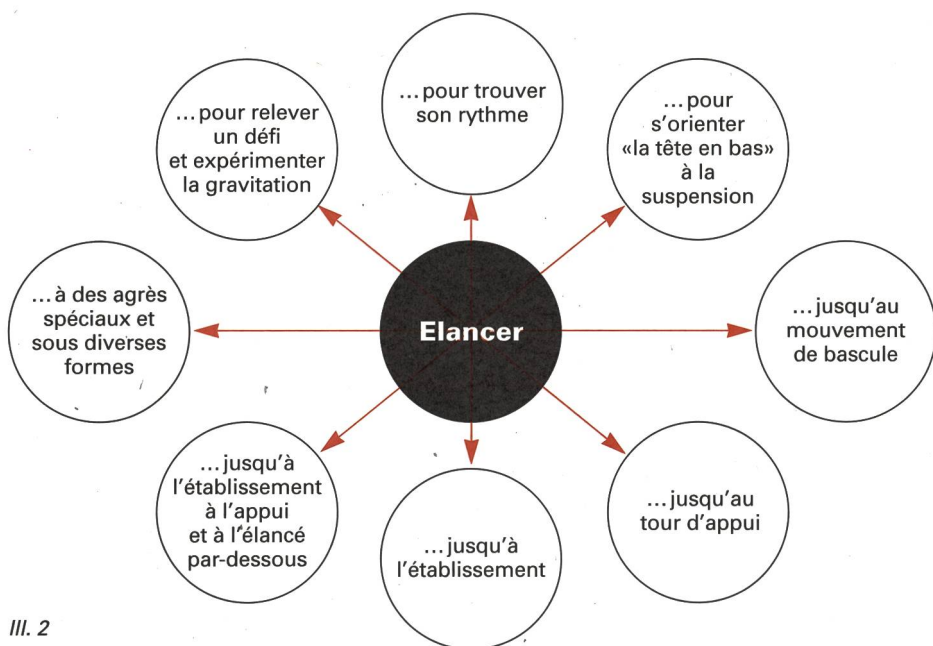 …pour relever
un défi
et expérimenter
la gravitation
…pour trouver
son rythme
…pour
s'orienter
«la tête en bas»
à la
suspension
…à des agrès
spéciaux et
sous diverses
formes
Elancer
…jusqu'au
mouvement
de bascule
…jusqu'à
l'établissement
à l'appui
et à l'élancé
par-dessous
…jusqu'à
l'établissement
…jusqu'au
tour d'appui
Ill. 2